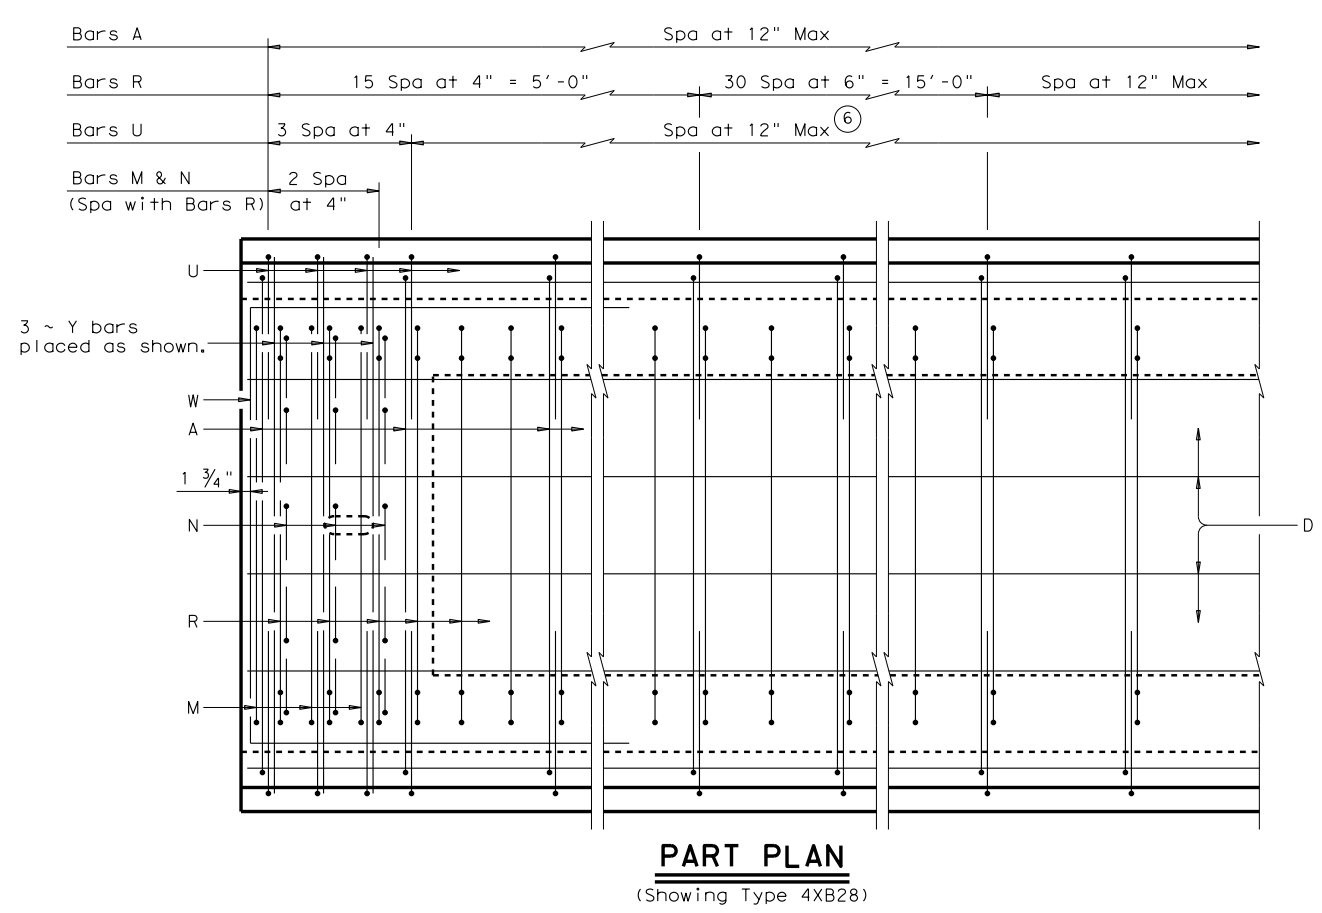 Bars A Spa at 12" Max
Bars R 15 Spa at 4" = 5'-0" 30 Spa at 6" = 15'-0" Spa at 12" Max
Bars U 3 Spa at 4" Spa at 12" Max 6
Bars M & N 2 Spa
(Spa with Bars R) at 4"
U
3 ~ Y bars
placed as shown.
W
A
1 3/4"
N
D
R
M
PART PLAN
(Showing Type 4XB28)